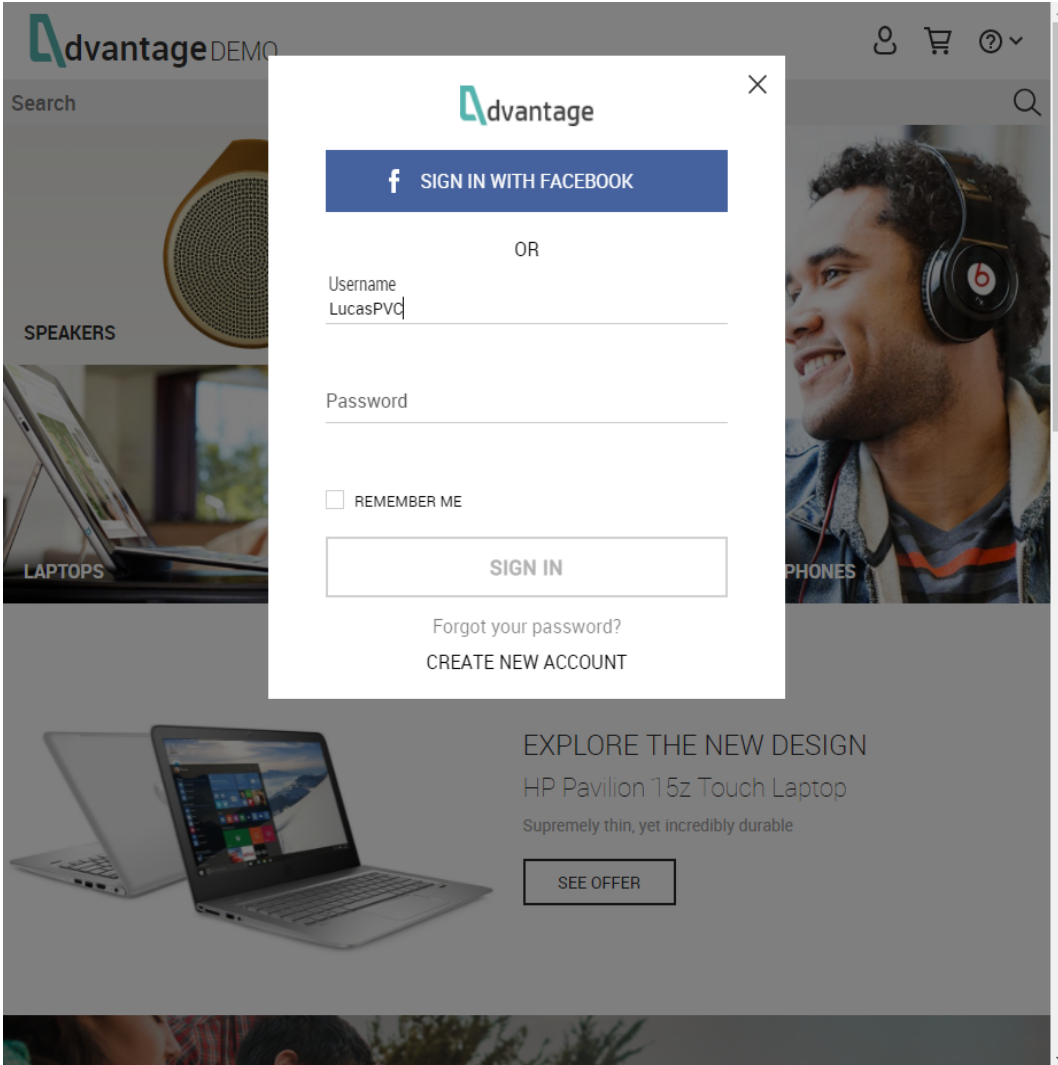 dvantage DEMO
Search
dvantage
SIGN IN WITH FACEBOOK
OR
Username
LucasPVC
Password
REMEMBER ME
SIGN IN
Forgot your password?
CREATE NEW ACCOUNT
SPEAKERS
LAPTOPS
PHONES
EXPLORE THE NEW DESIGN
HP Pavilion 15z Touch Laptop
Supremely thin, yet incredibly durable
SEE OFFER